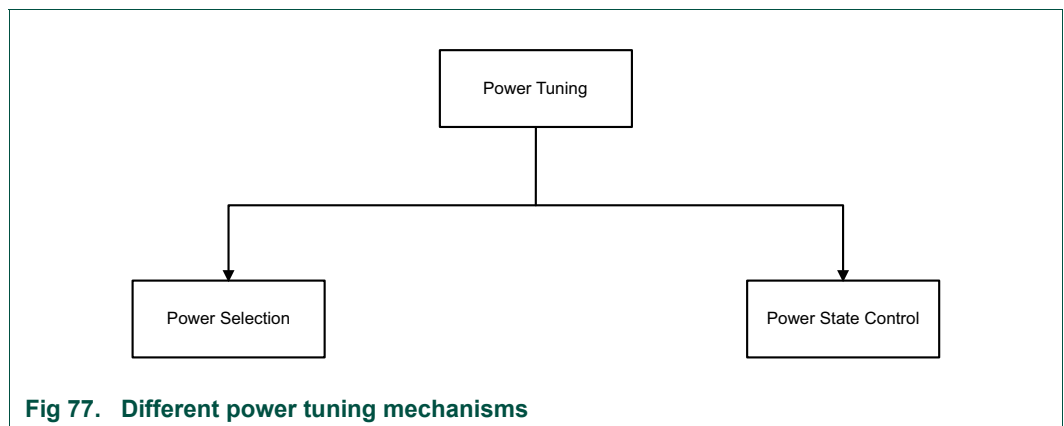 Power Tuning
Power Selection
Power State Control
Fig 77. Different power tuning mechanisms